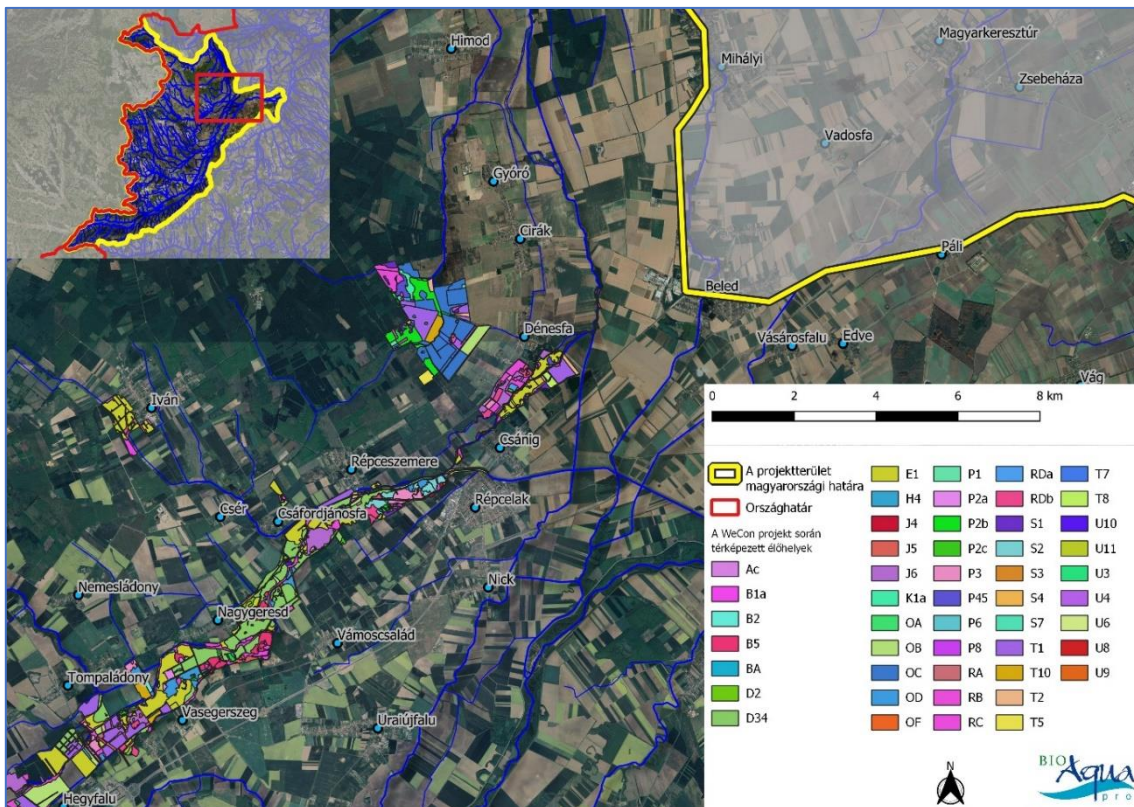 Himod
Mihályi
Magyarkeresztúr
Zsebeháza
Vadosfa
Gyóró
Cirák
Páli
Beled
Dénesfa
Vásárosfalu
Edve
Vág
Iván
Csánig
Répceszemere
Répcelak
Csér
Csáfordjánosfa
Nick
Nemesládony
Nagygeresd
Vámoscsalád
Tompaládony
Vasegerszeg
Uraiújfalu
Hegyfalu
0 2 4 6 8 km
A projektterület
magyarországi határa
Országhatár
A WeCon projekt során
térképezett élőhelyek
Ac
B1a
B2
B5
BA
D2
D34
E1
H4
J4
J5
J6
K1a
OA
OB
OC
OD
OF
P1
P2a
P2b
P2c
P3
P45
P6
P8
RA
RB
RC
RDa
RDb
S1
S2
S3
S4
S7
T1
T10
T2
T5
T7
T8
U10
U11
U3
U4
U6
U8
U9
N
BIO
Aqua
pro